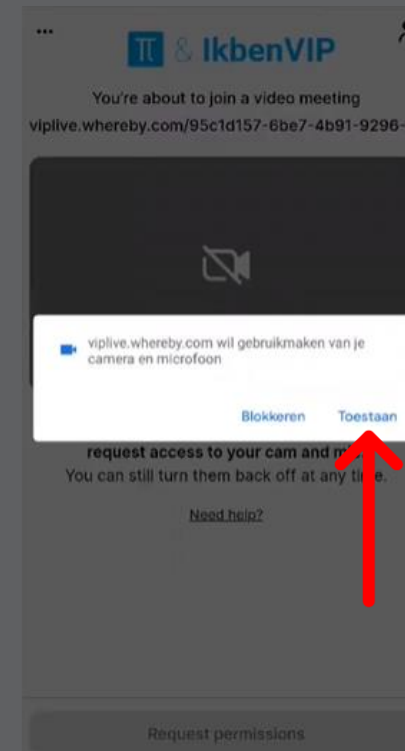 ...
π & IkbenVIP
You're about to join a video meeting
viplive.whereby.com/95c1d157-6be7-4b91-9296-
viplive.whereby.com wil gebruikmaken van je
camera en microfoon
Blokkeren Toestaan
request access to your cam and
You can still turn them back off at any
Need help?
Request permissions